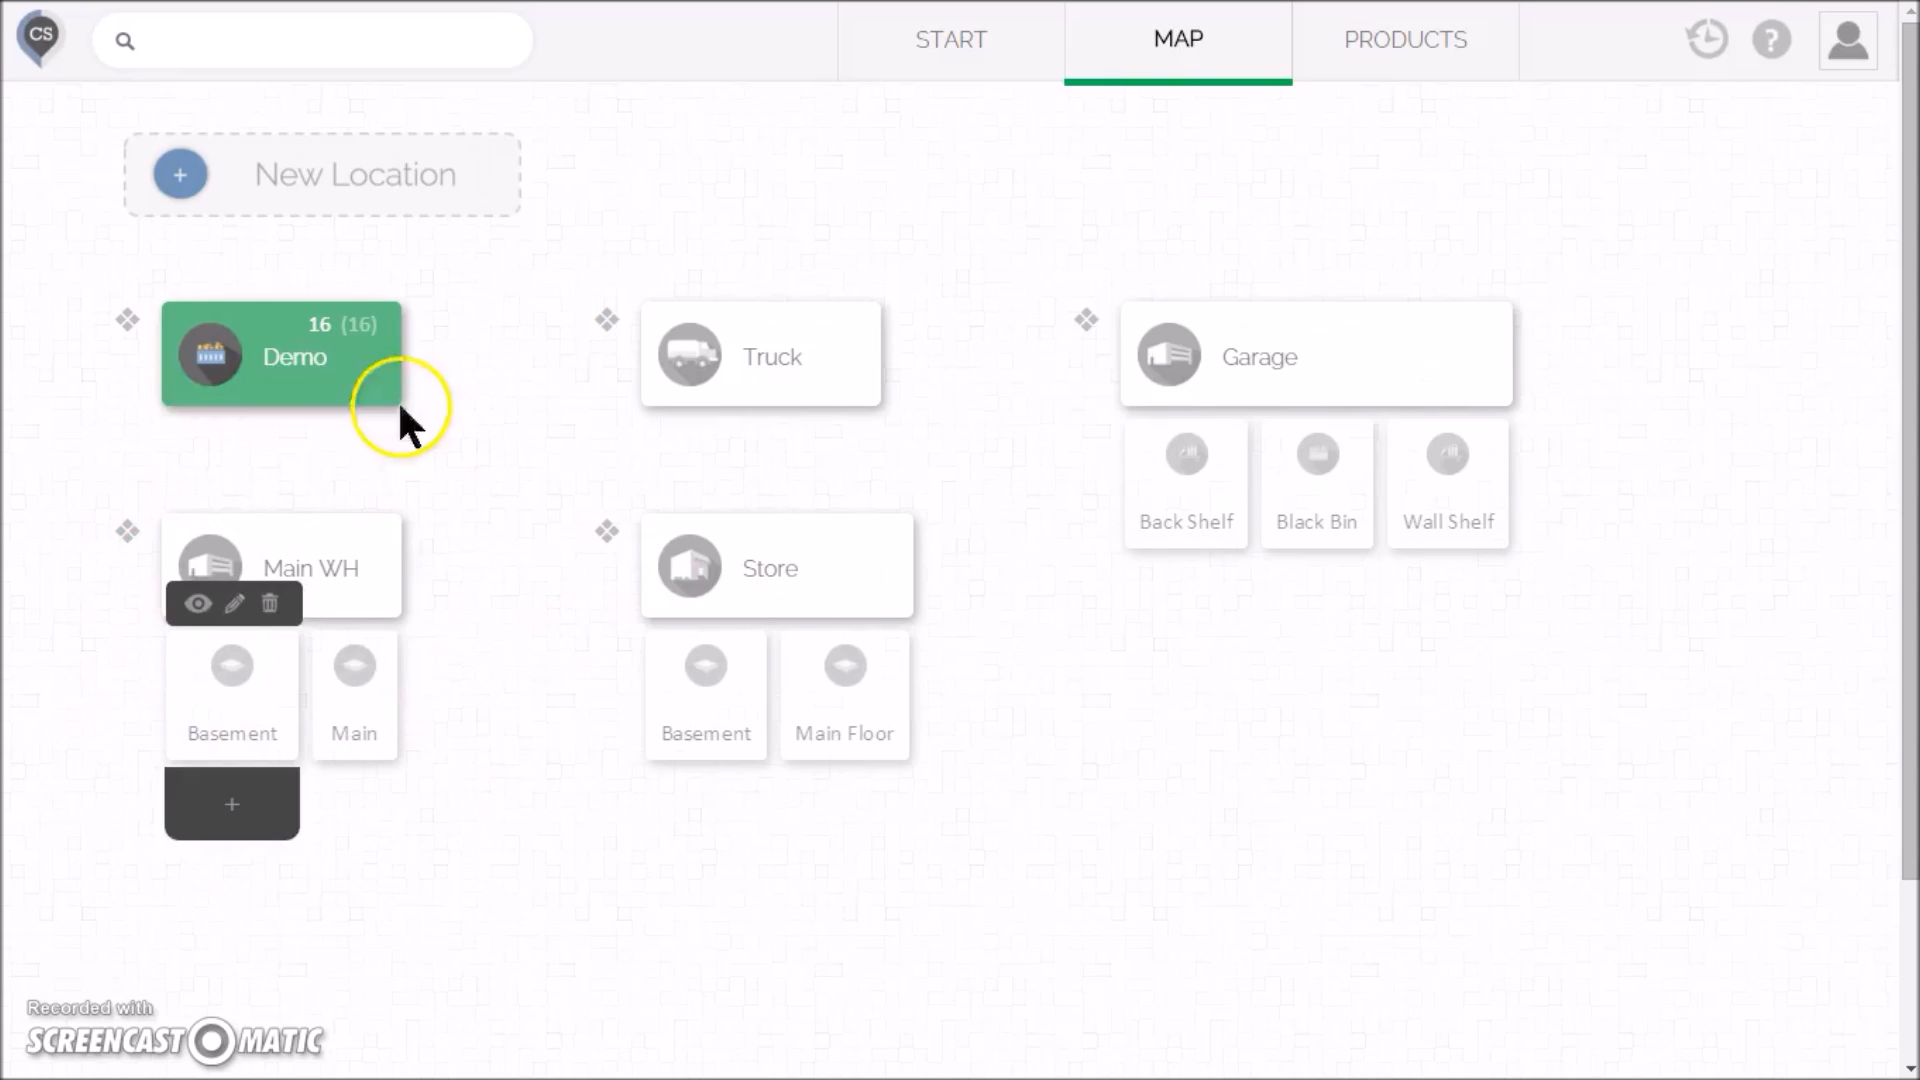 CS
START
MAP
PRODUCTS
?
+
New Location
16 (16)
Demo
Truck
Garage
Back Shelf
Black Bin
Wall Shelf
Main WH
Store
Basement
Main
Basement
Main Floor
+
Recorded with
SCREENCAST-O-MATIC